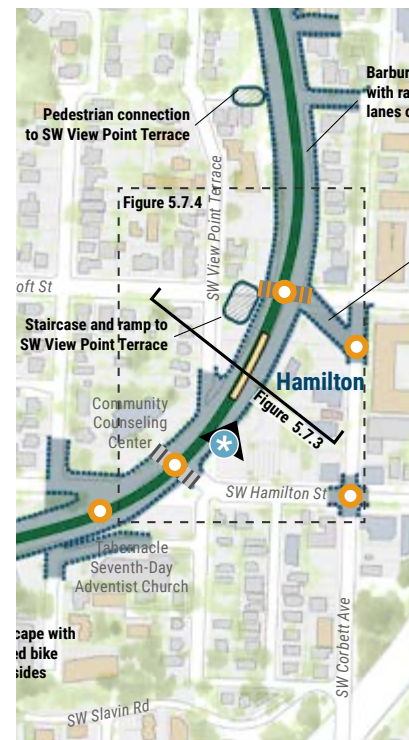 Barbur
with ra
lanes o
Pedestrian connection
to SW View Point Terrace
SW View Point Terrace
Figure 5.7.4
oft St
Staircase and ramp to
SW View Point Terrace
Hamilton
Figure 5.7.3
Community
Counseling
Center
*
SW Hamilton St
Tabernacle
Seventh-Day
Adventist Church
cape with
ed bike
sides
SW Corbett Ave
SW Slavin Rd